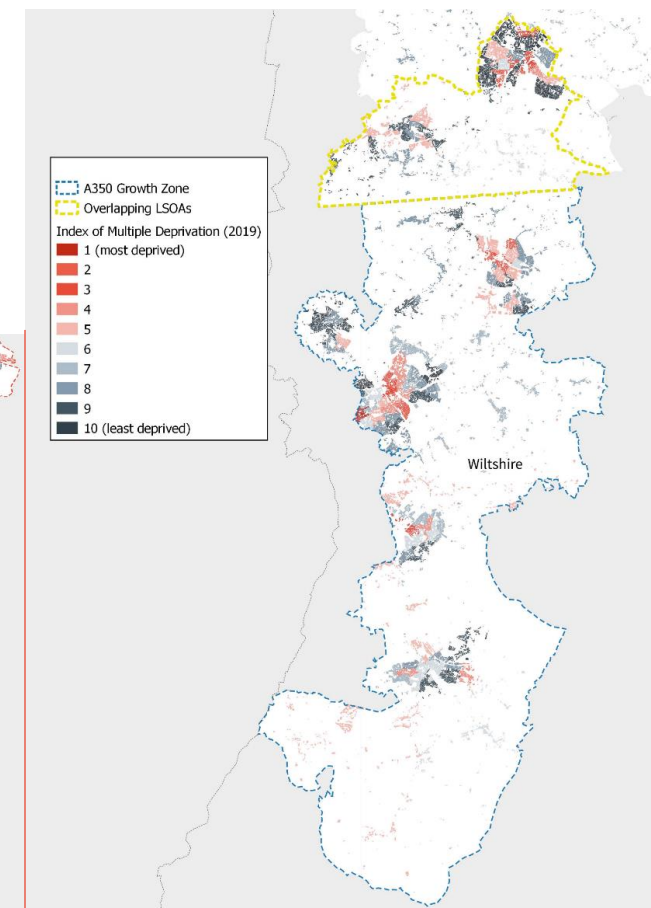 A350 Growth Zone
Overlapping LSOAs
Index of Multiple Deprivation (2019)
1 (most deprived)
2
3
4
5
6
7
8
9
10 (least deprived)
Wiltshire